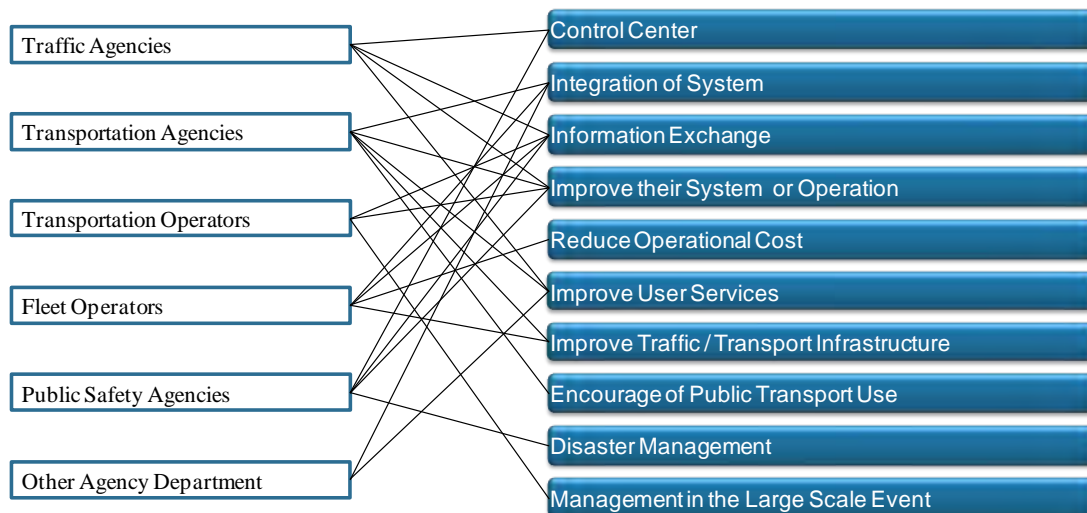 Traffic Agencies
Transportation Agencies
Transportation Operators
Fleet Operators
Public Safety Agencies
Other Agency Department
Control Center
Integration of System
Information Exchange
Improve their System or Operation
Reduce Operational Cost
Improve User Services
Improve Traffic / Transport Infrastructure
Encourage of Public Transport Use
Disaster Management
Management in the Large Scale Event